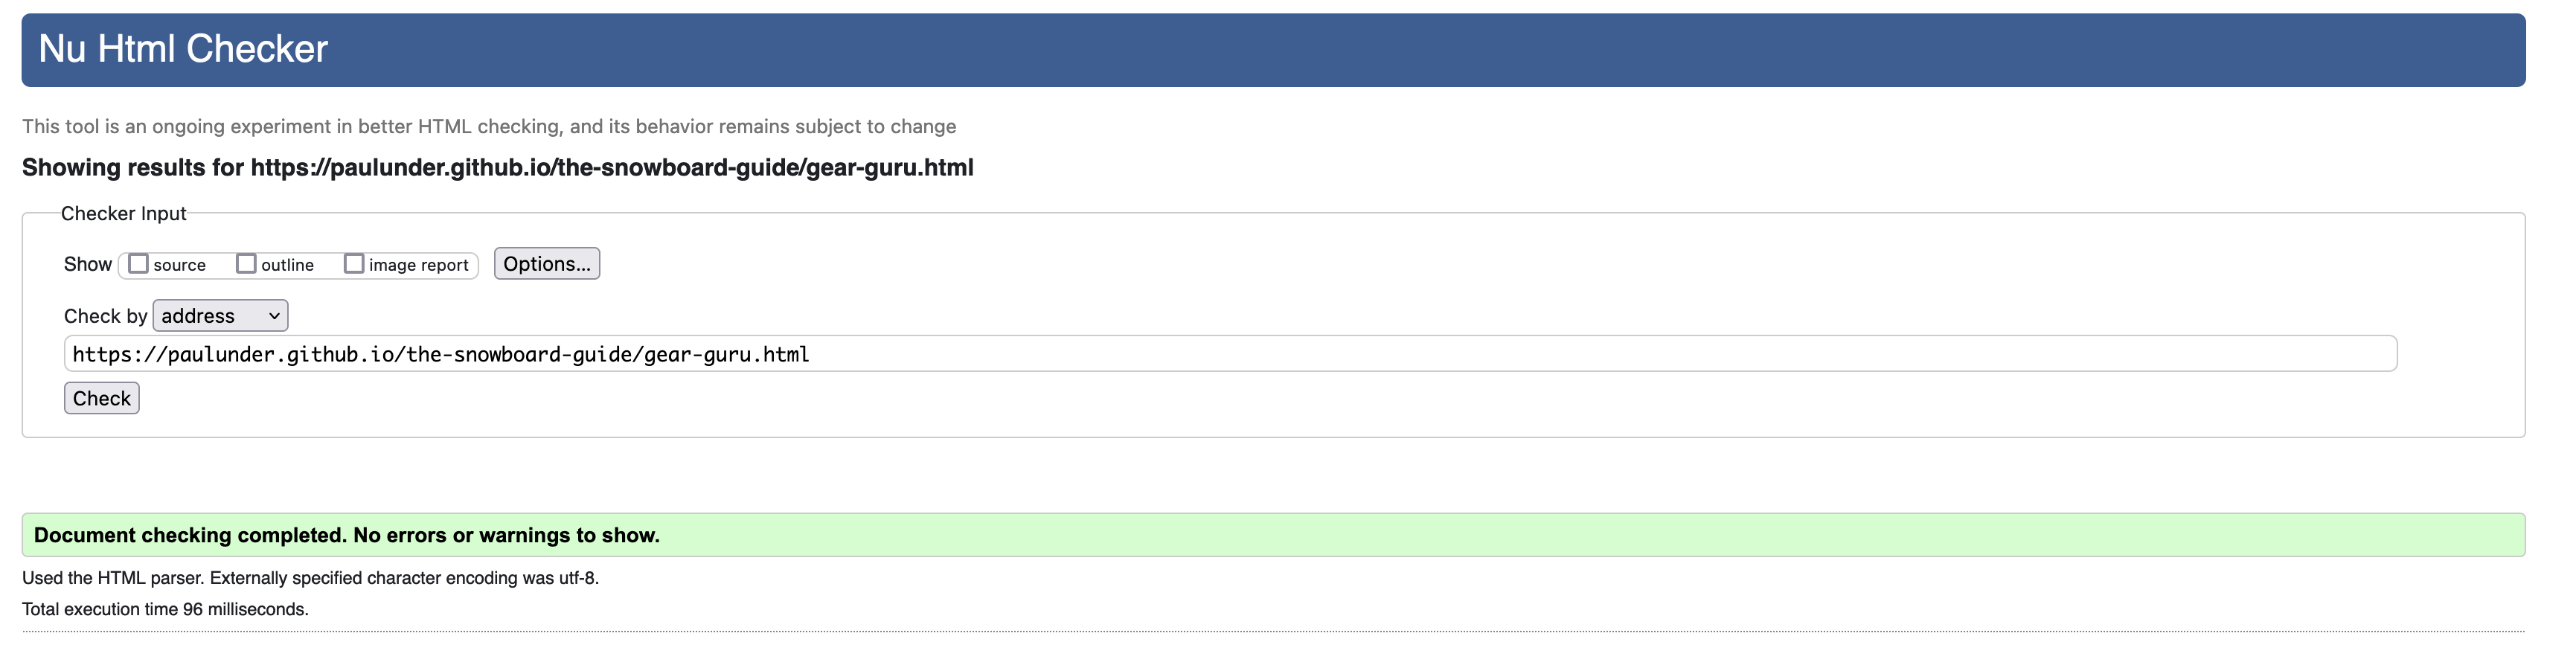 Nu Html Checker
This tool is an ongoing experiment in better HTML checking, and its behavior remains subject to change
Showing results for https://paulunder.github.io/the-snowboard-guide/gear-guru.html
Checker Input
Show source outline image report Options...
Check by address
https://paulunder.github.io/the-snowboard-guide/gear-guru.html
Check
Document checking completed. No errors or warnings to show.
Used the HTML parser. Externally specified character encoding was utf-8.
Total execution time 96 milliseconds.